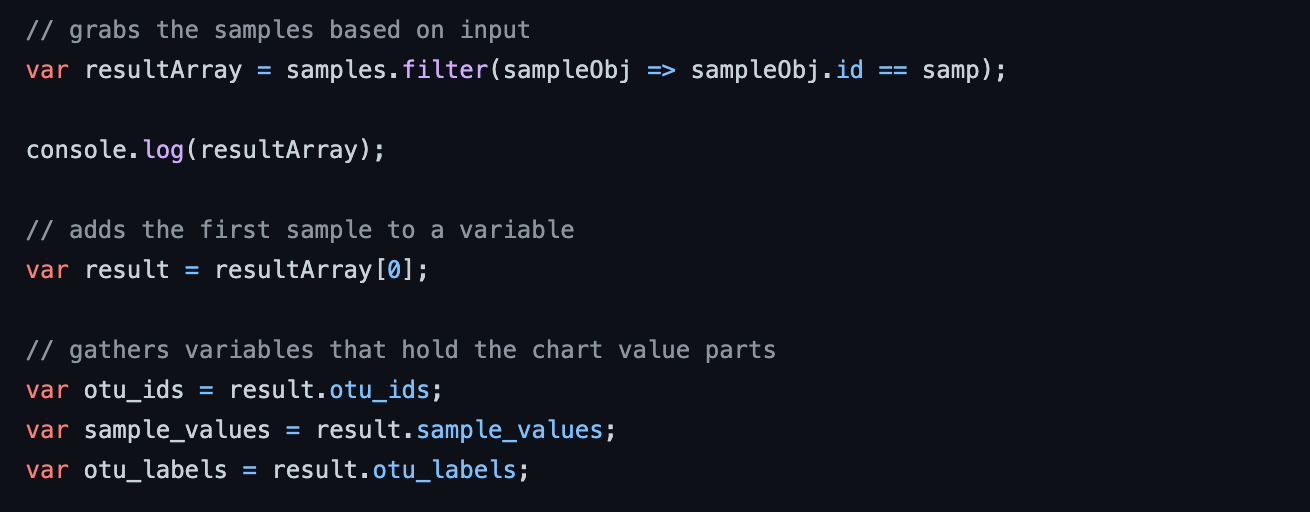 // grabs the samples based on input
var resultArray = samples.filter(sampleObj => sampleObj.id == samp);
console.log(resultArray);
// adds the first sample to a variable
var result = resultArray[0];
// gathers variables that hold the chart value parts
var otu_ids = result.otu_ids;
var sample_values = result.sample_values;
var otu_labels = result.otu_labels;